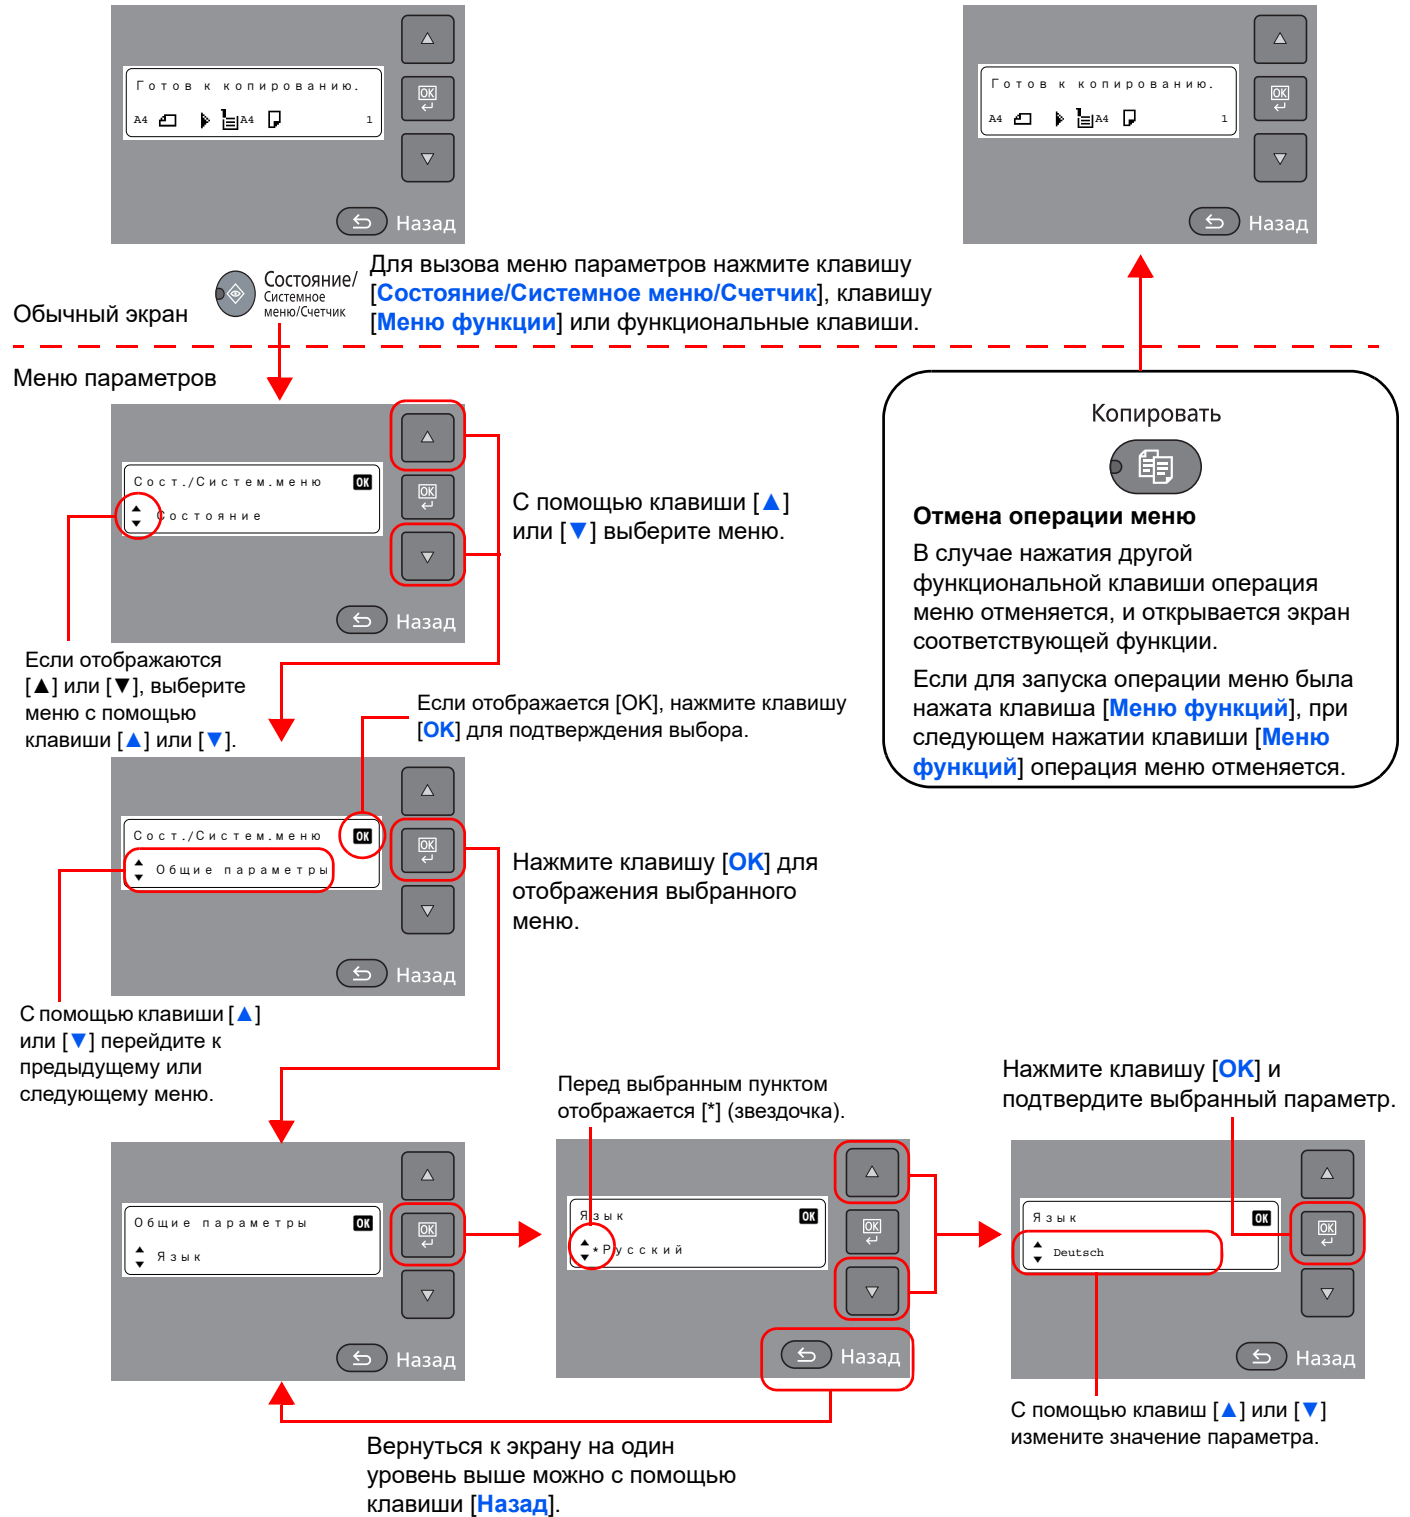 Готов к копированию.
A4 A4 1
OK
Назад
Готов к копированию.
A4 A4 1
OK
Назад
Обычный экран
Состояние/
Системное
меню/Счетчик
Для вызова меню параметров нажмите клавишу
[Состояние/Системное меню/Счетчик], клавишу
[Меню функции] или функциональные клавиши.
Меню параметров
Сост./Систем.меню OK
Состояние
OK
Назад
С помощью клавиши [▲]
или [▼] выберите меню.
Если отображаются
[▲] или [▼], выберите
меню с помощью
клавиши [▲] или [▼].
Копировать
Отмена операции меню
В случае нажатия другой
функциональной клавиши операция
меню отменяется, и открывается экран
соответствующей функции.
Если для запуска операции меню была
нажата клавиша [Меню функций], при
следующем нажатии клавиши [Меню
функций] операция меню отменяется.
Если отображается [OK], нажмите клавишу
[OK] для подтверждения выбора.
Сост./Систем.меню OK
Общие параметры
OK
Назад
Нажмите клавишу [OK] для
отображения выбранного
меню.
С помощью клавиши [▲]
или [▼] перейдите к
предыдущему или
следующему меню.
Перед выбранным пунктом
отображается [*] (звездочка).
Нажмите клавишу [OK] и
подтвердите выбранный параметр.
Общие параметры OK
Язык
OK
Назад
Язык OK
*Русский
OK
Назад
Язык OK
Deutsch
OK
Назад
С помощью клавиш [▲] или [▼]
измените значение параметра.
Вернуться к экрану на один
уровень выше можно с помощью
клавиши [Назад].